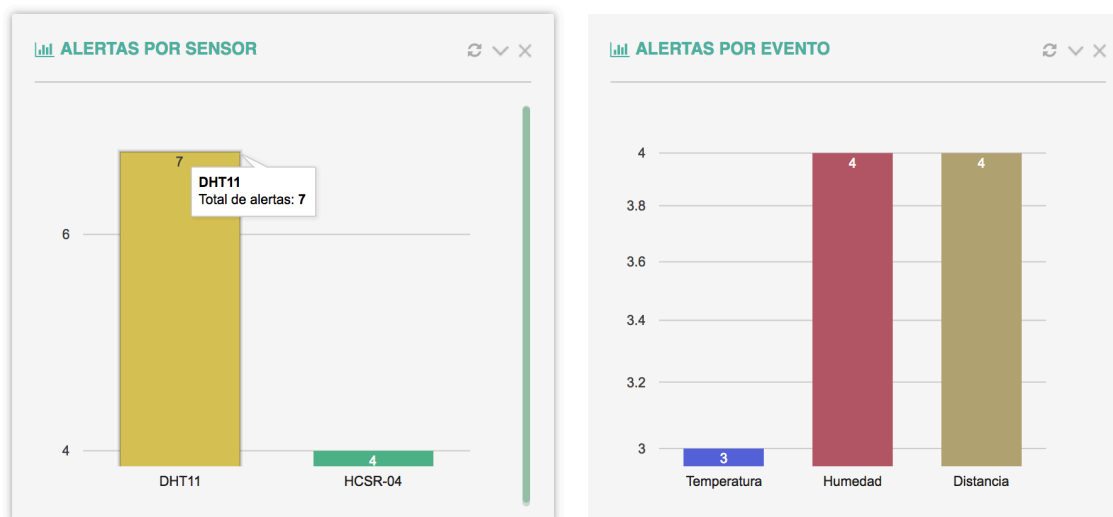 ALERTAS POR SENSOR
7
DHT11
Total de alertas: 7
6
4
4
DHT11
HCSR-04
ALERTAS POR EVENTO
4
4
4
3.8
3.6
3.4
3.2
3
3
Temperatura
Humedad
Distancia